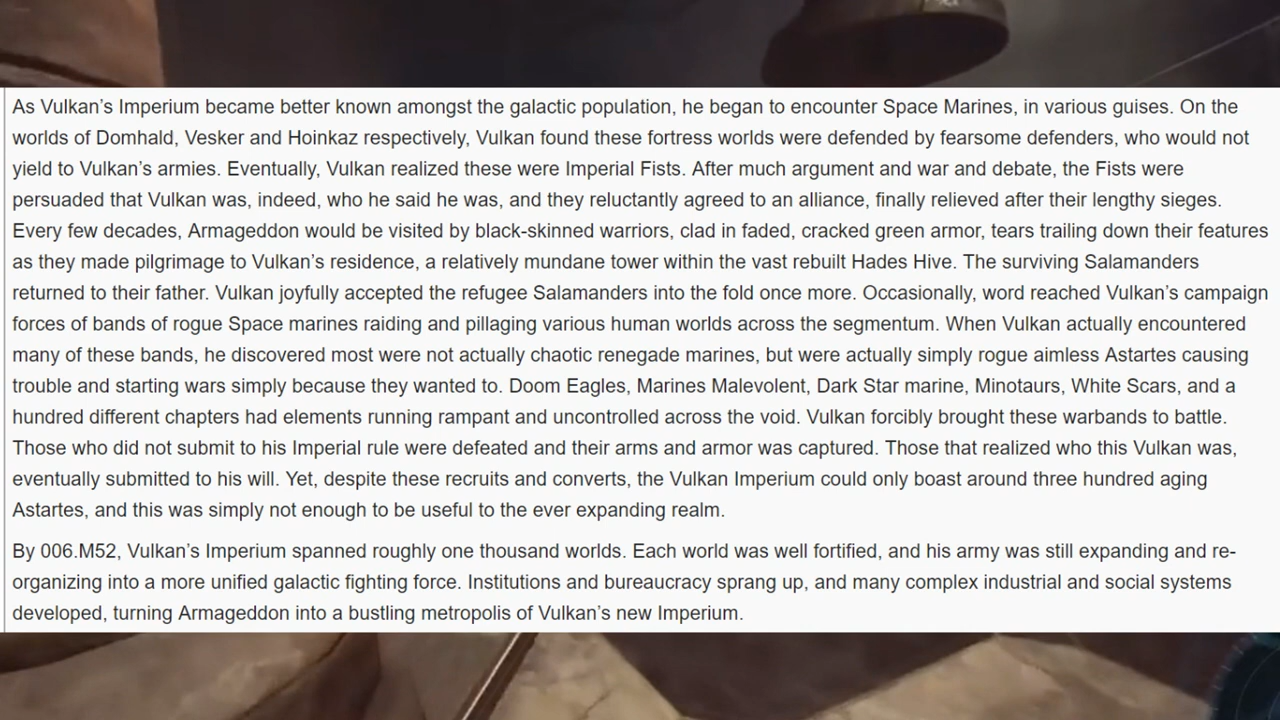 As Vulkan’s Imperium became better known amongst the galactic population, he began to encounter Space Marines, in various guises. On the
worlds of Domhald, Vesker and Hoinkaz respectively, Vulkan found these fortress worlds were defended by fearsome defenders, who would not
yield to Vulkan’s armies. Eventually, Vulkan realized these were Imperial Fists. After much argument and war and debate, the Fists were
persuaded that Vulkan was, indeed, who he said he was, and they reluctantly agreed to an alliance, finally relieved after their lengthy sieges.
Every few decades, Armageddon would be visited by black-skinned warriors, clad in faded, cracked green armor, tears trailing down their features
as they made pilgrimage to Vulkan’s residence, a relatively mundane tower within the vast rebuilt Hades Hive. The surviving Salamanders
returned to their father. Vulkan joyfully accepted the refugee Salamanders into the fold once more. Occasionally, word reached Vulkan’s campaign
forces of bands of rogue Space marines raiding and pillaging various human worlds across the segmentum. When Vulkan actually encountered
many of these bands, he discovered most were not actually chaotic renegade marines, but were actually simply rogue aimless Astartes causing
trouble and starting wars simply because they wanted to. Doom Eagles, Marines Malevolent, Dark Star marine, Minotaurs, White Scars, and a
hundred different chapters had elements running rampant and uncontrolled across the void. Vulkan forcibly brought these warbands to battle.
Those who did not submit to his Imperial rule were defeated and their arms and armor was captured. Those that realized who this Vulkan was,
eventually submitted to his will. Yet, despite these recruits and converts, the Vulkan Imperium could only boast around three hundred aging
Astartes, and this was simply not enough to be useful to the ever expanding realm.
By 006.M52, Vulkan’s Imperium spanned roughly one thousand worlds. Each world was well fortified, and his army was still expanding and re-
organizing into a more unified galactic fighting force. Institutions and bureaucracy sprang up, and many complex industrial and social systems
developed, turning Armageddon into a bustling metropolis of Vulkan’s new Imperium.